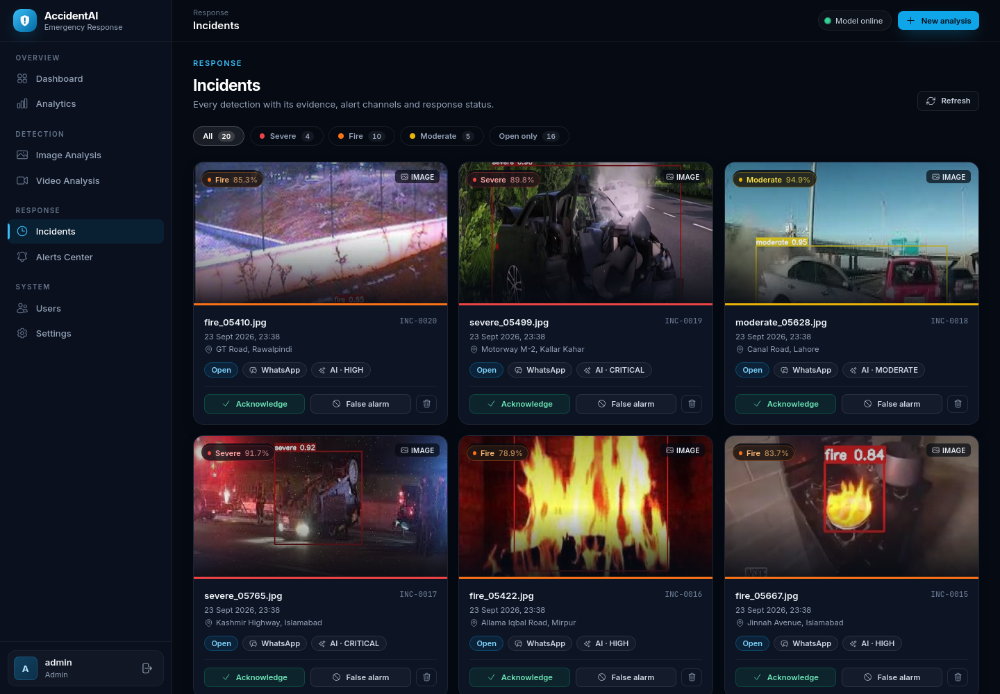 AccidentAI
Emergency Response
OVERVIEW
Dashboard
Analytics
DETECTION
Image Analysis
Video Analysis
RESPONSE
Incidents
Alerts Center
SYSTEM
Users
Settings
A
admin
Admin
Response
Incidents
Model online
New analysis
RESPONSE
Incidents
Every detection with its evidence, alert channels and response status.
Refresh
All 20
Severe 4
Fire 10
Moderate 5
Open only 16
Fire 85.3%
IMAGE
fire 0.85
fire_05410.jpg
INC-0020
23 Sept 2026, 23:38
GT Road, Rawalpindi
Open
WhatsApp
AI · HIGH
Acknowledge
False alarm
severe 0.90
Severe 89.8%
IMAGE
severe_05499.jpg
INC-0019
23 Sept 2026, 23:38
Motorway M-2, Kallar Kahar
Open
WhatsApp
AI · CRITICAL
Acknowledge
False alarm
Moderate 94.9%
IMAGE
moderate 0.95
moderate_05628.jpg
INC-0018
23 Sept 2026, 23:38
Canal Road, Lahore
Open
WhatsApp
AI · MODERATE
Acknowledge
False alarm
Severe 91.7%
severe 0.92
IMAGE
severe_05765.jpg
INC-0017
23 Sept 2026, 23:38
Kashmir Highway, Islamabad
Open
WhatsApp
AI · CRITICAL
Acknowledge
False alarm
Fire 78.9%
IMAGE
fire_05422.jpg
INC-0016
23 Sept 2026, 23:38
Allama Iqbal Road, Mirpur
Open
WhatsApp
AI · HIGH
Acknowledge
False alarm
Fire 83.7%
fire 0.84
IMAGE
INSIDE
fire_05667.jpg
INC-0015
23 Sept 2026, 23:38
Jinnah Avenue, Islamabad
Open
WhatsApp
AI · HIGH
Acknowledge
False alarm